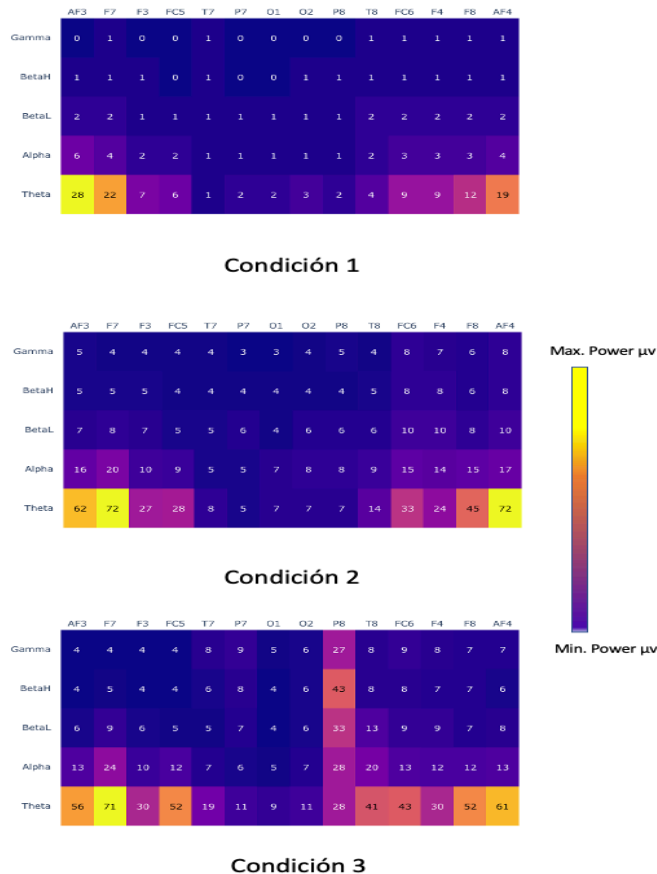 AF3 F7 F3 FC5 T7 P7 O1 O2 P8 T8 FC6 F4 F8 AF4
Gamma 0 1 0 0 1 0 0 0 0 1 1 1 1 1
BetaH 1 1 1 0 1 0 0 1 1 1 1 1 1 1
BetaL 2 2 1 1 1 1 1 1 1 2 2 2 2 2
Alpha 6 4 2 2 1 1 1 1 1 2 3 3 3 4
Theta 28 22 7 6 1 2 2 3 2 4 9 9 12 19
Condición 1
AF3 F7 F3 FC5 T7 P7 O1 O2 P8 T8 FC6 F4 F8 AF4
Gamma 5 4 4 4 4 3 3 4 5 4 8 7 6 8
BetaH 5 5 5 4 4 4 4 4 4 5 8 8 6 8
BetaL 7 8 7 5 5 6 4 6 6 6 10 10 8 10
Alpha 16 20 10 9 5 5 7 8 8 9 15 14 15 17
Theta 62 72 27 28 8 5 7 7 7 14 33 24 45 72
Condición 2
Max. Power μv
Min. Power μv
AF3 F7 F3 FC5 T7 P7 O1 O2 P8 T8 FC6 F4 F8 AF4
Gamma 4 4 4 4 8 9 5 6 27 8 9 8 7 7
BetaH 4 5 4 4 6 8 4 6 43 8 8 7 7 6
BetaL 6 9 6 5 5 7 4 6 33 13 9 9 7 8
Alpha 13 24 10 12 7 6 5 7 28 20 13 12 12 13
Theta 56 71 30 52 19 11 9 11 28 41 43 30 52 61
Condición 3